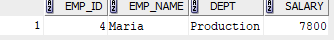 EMP_ID EMP_NAME DEPT SALARY
1 4 Maria Production 7800